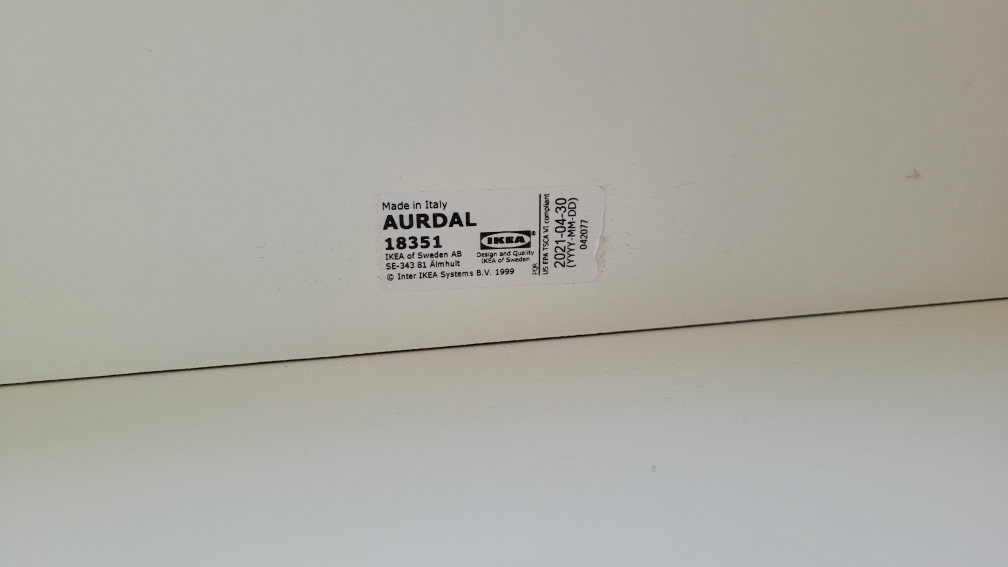 Made in Italy
AURDAL
18351
IKEA of Sweden AB
SE-343 81 Älmhult
© Inter IKEA Systems B.V. 1999
IKEA®
Design and Quality
IKEA of Sweden
FOR
US EPA TSCA VI compliant
2021-04-30
(YYYY-MM-DD)
042077